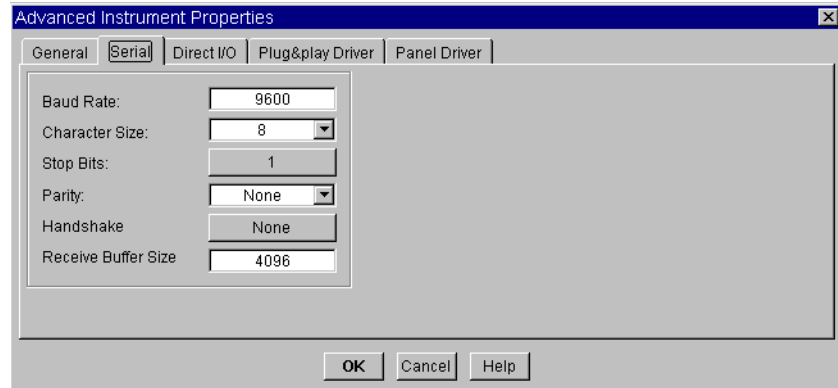 Advanced Instrument Properties
General Serial Direct I/O Plug&play Driver Panel Driver
Baud Rate: 9600
Character Size: 8
Stop Bits: 1
Parity: None
Handshake None
Receive Buffer Size 4096
OK Cancel Help